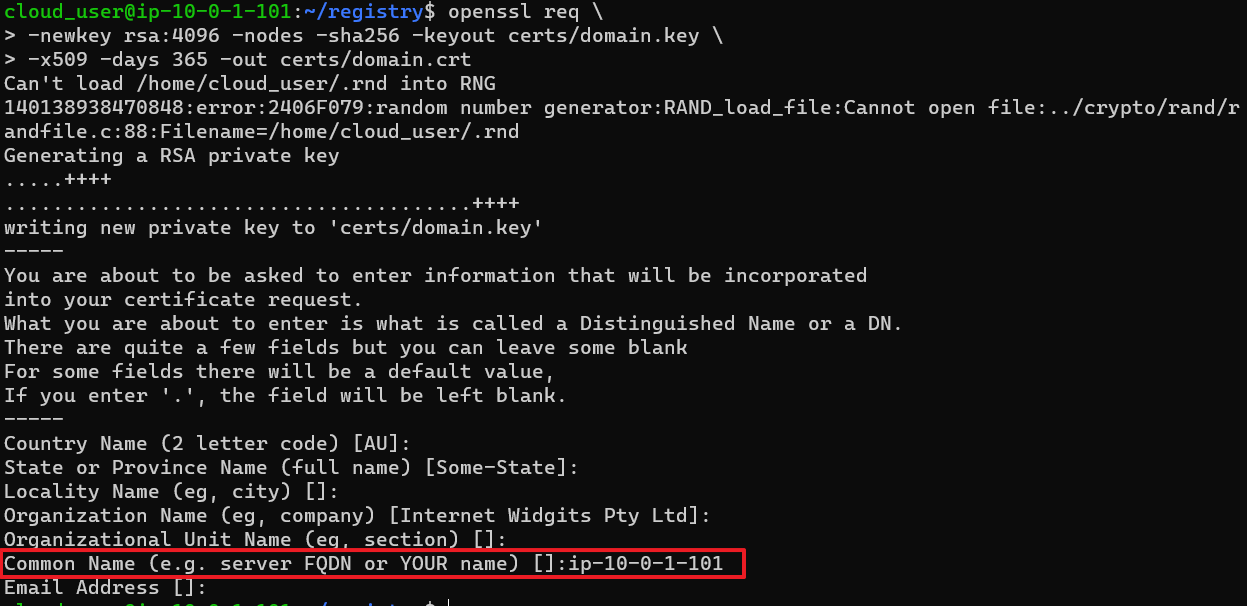 cloud_user@ip-10-0-1-101:~/registry$ openssl req \
> -newkey rsa:4096 -nodes -sha256 -keyout certs/domain.key \
> -x509 -days 365 -out certs/domain.crt
Can't load /home/cloud_user/.rnd into RNG
140138938470848:error:2406F079:random number generator:RAND_load_file:Cannot open file:../crypto/rand/r
andfile.c:88:Filename=/home/cloud_user/.rnd
Generating a RSA private key
.....++++
.......................................++++
writing new private key to 'certs/domain.key'
-----
You are about to be asked to enter information that will be incorporated
into your certificate request.
What you are about to enter is what is called a Distinguished Name or a DN.
There are quite a few fields but you can leave some blank
For some fields there will be a default value,
If you enter '.', the field will be left blank.
-----
Country Name (2 letter code) [AU]:
State or Province Name (full name) [Some-State]:
Locality Name (eg, city) []:
Organization Name (eg, company) [Internet Widgits Pty Ltd]:
Organizational Unit Name (eg, section) []:
Common Name (e.g. server FQDN or YOUR name) []:ip-10-0-1-101
Email Address []:
cloud_user@ip-10-0-1-101:~/registry$